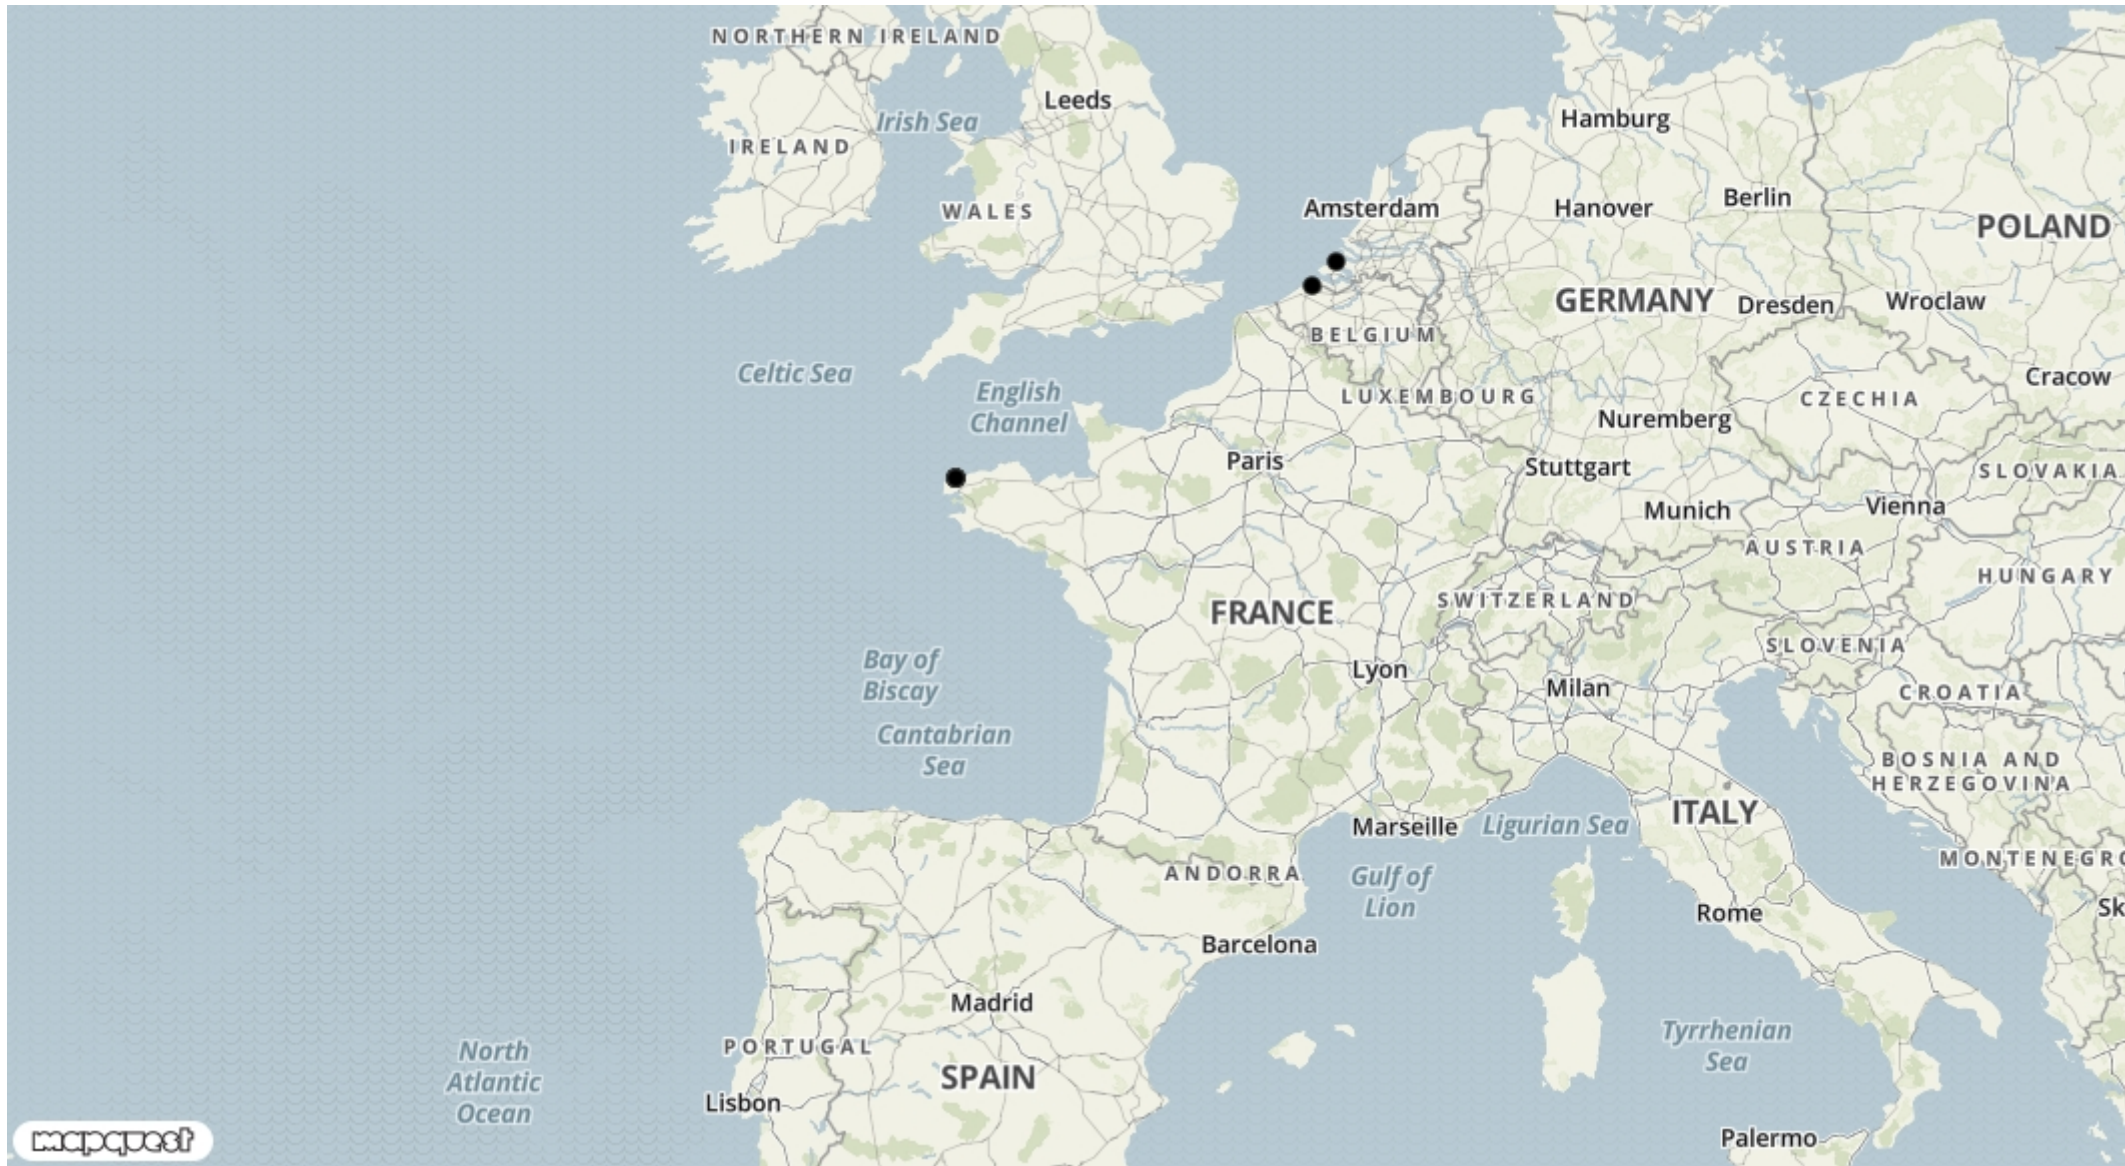 NORTHERN IRELAND
Leeds
Irish Sea
IRELAND
WALES
Hamburg
Amsterdam
Hanover
Berlin
POLAND
GERMANY
Dresden
Wroclaw
BELGIUM
Celtic Sea
English
Channel
LUXEMBOURG
Cracow
CZECHIA
Nuremberg
Paris
Stuttgart
SLOVAKIA
Munich
Vienna
AUSTRIA
HUNGARY
SWITZERLAND
FRANCE
SLOVENIA
Bay of
Biscay
Lyon
Milan
CROATIA
Cantabrian
Sea
BOSNIA AND
HERZEGOVINA
ITALY
Marseille
Ligurian Sea
MONTENEGRO
ANDORRA
Gulf of
Lion
Rome
Sk
Barcelona
Madrid
Tyrrhenian
Sea
PORTUGAL
North
Atlantic
Ocean
SPAIN
Lisbon
mapquest
Palermo